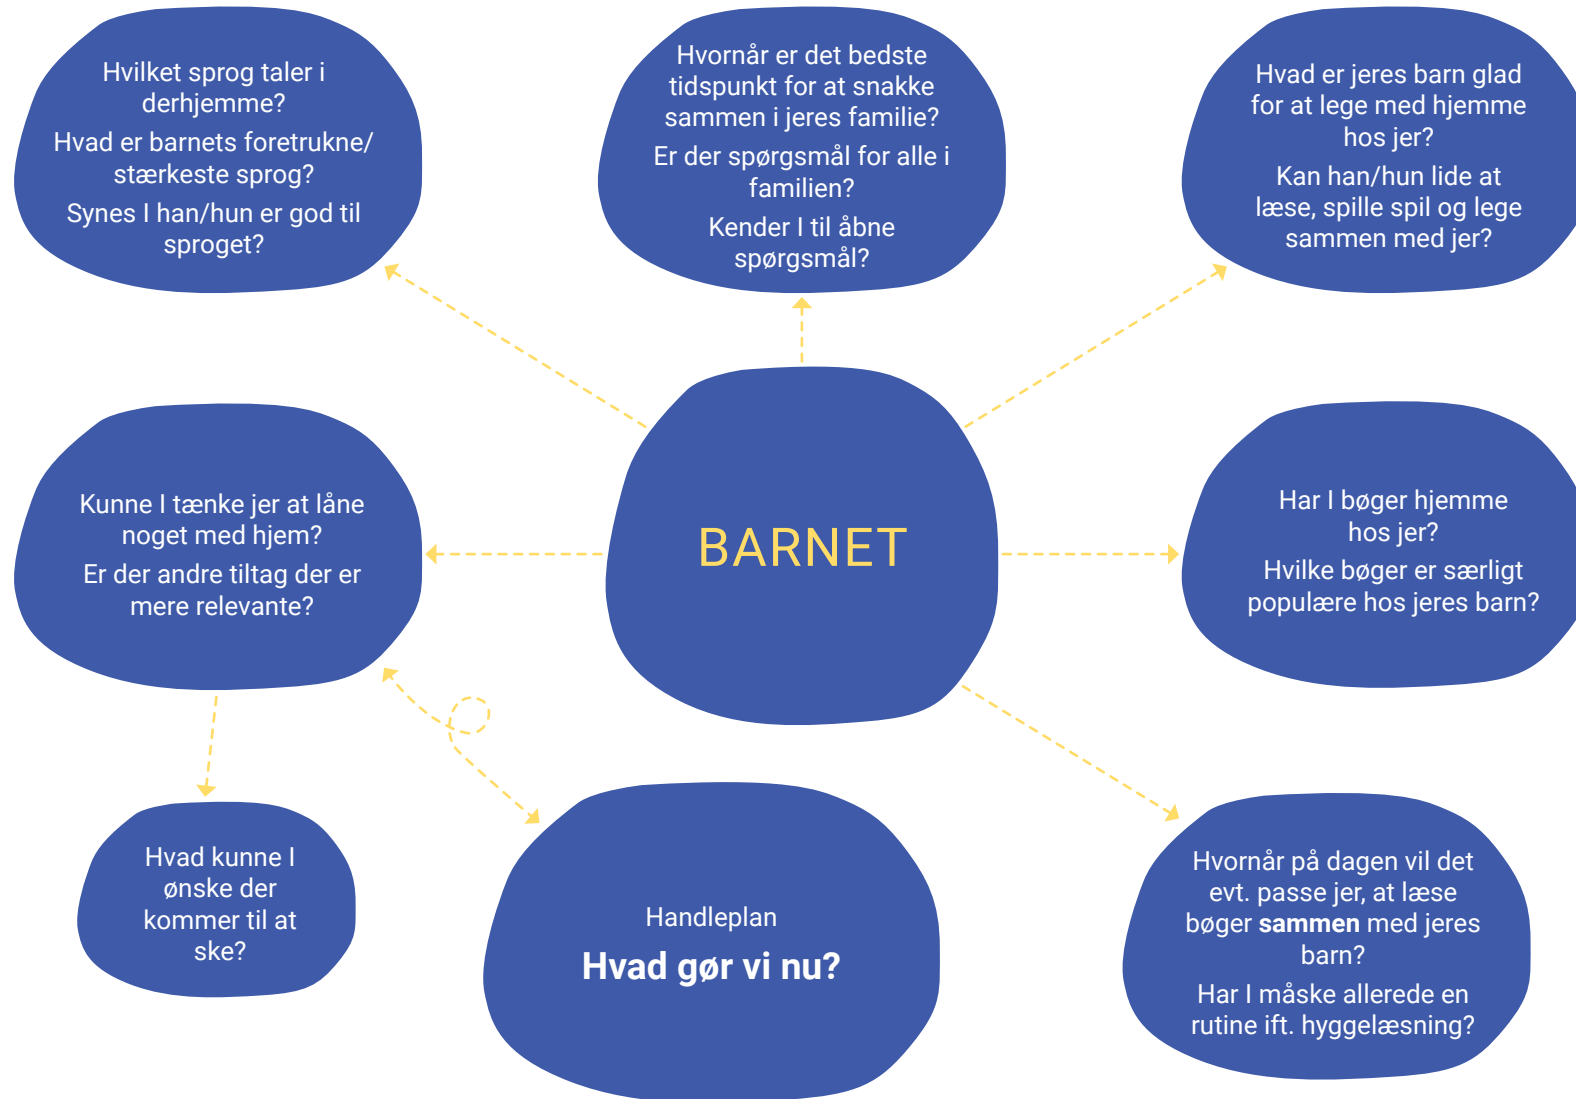 Hvilket sprog taler i
derhjemme?
Hvad er barnets foretrukne/
stærkeste sprog?
Synes I han/hun er god til
sproget?
Hvornår er det bedste
tidspunkt for at snakke
sammen i jeres familie?
Er der spørgsmål for alle i
familien?
Kender I til åbne
spørgsmål?
Hvad er jeres barn glad
for at lege med hjemme
hos jer?
Kan han/hun lide at
læse, spille spil og lege
sammen med jer?
Kunne I tænke jer at låne
noget med hjem?
Er der andre tiltag der er
mere relevante?
BARNET
Har I bøger hjemme
hos jer?
Hvilke bøger er særligt
populære hos jeres barn?
Hvad kunne I
ønske der
kommer til at
ske?
Handleplan
Hvad gør vi nu?
Hvornår på dagen vil det
evt. passe jer, at læse
bøger sammen med jeres
barn?
Har I måske allerede en
rutine ift. hyggelæsning?